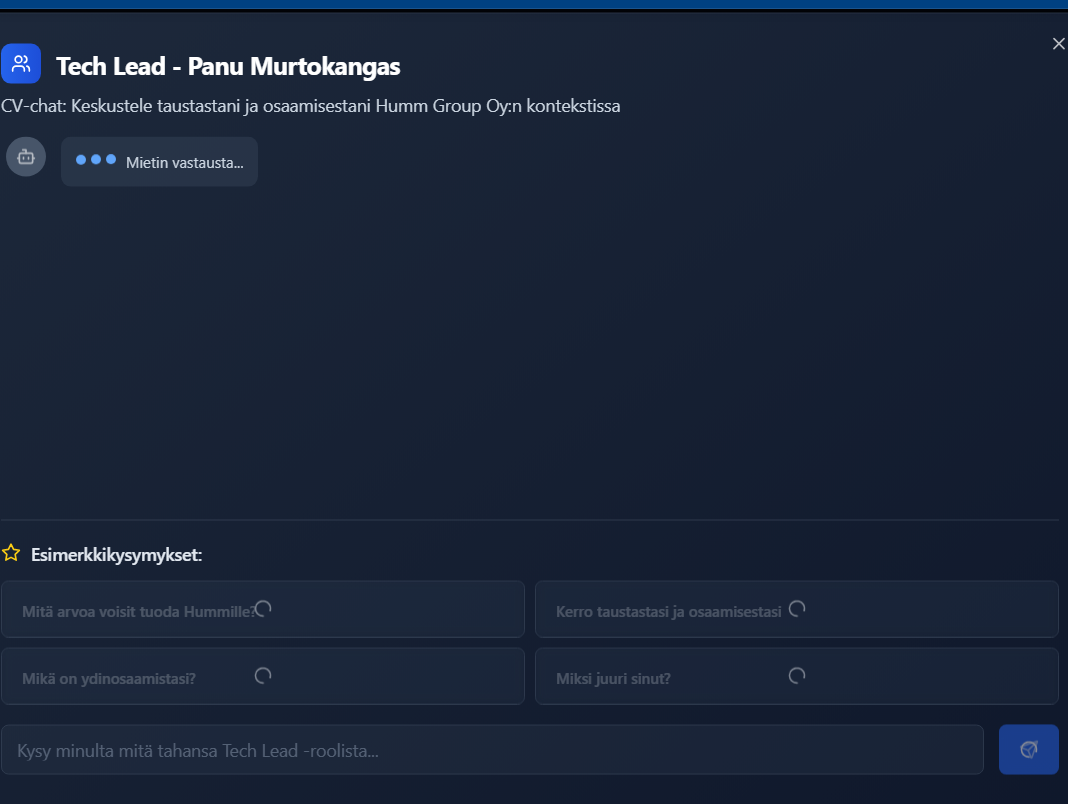 Tech Lead - Panu Murtokangas
CV-chat: Keskustele taustastani ja osaamisestani Humm Group Oy:n kontekstissa
Mietin vastausta...
Esimerkkikysymykset:
Mitä arvoa voisit tuoda Hummille?
Kerro taustastasi ja osaamisestasi
Mikä on ydinosaamistasi?
Miksi juuri sinut?
Kysy minulta mitä tahansa Tech Lead -roolista...